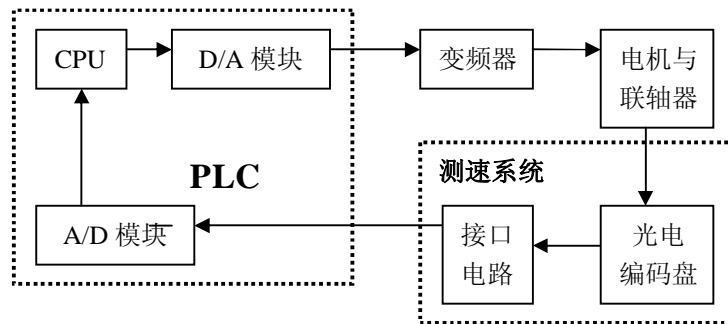 CPU
D/A 模块
变频器
电机与
联轴器
PLC
测速系统
A/D 模块
接口
电路
光电
编码盘